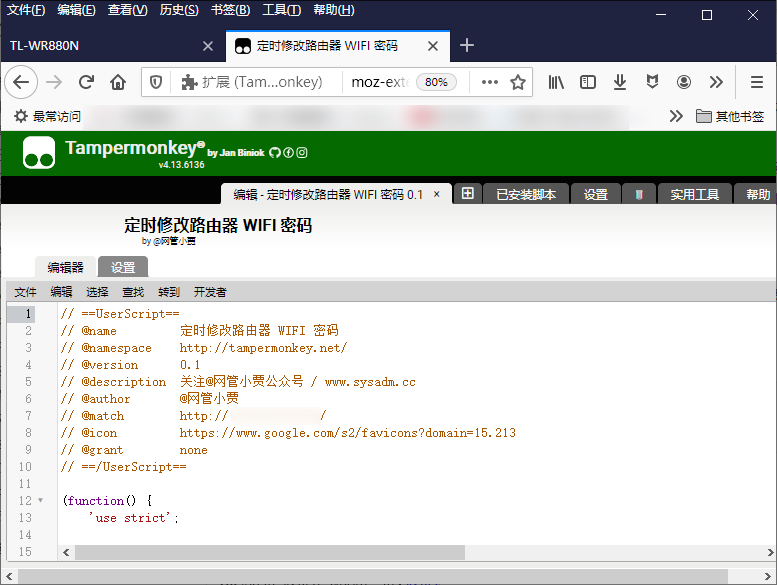 文件(F) 编辑(E) 查看(V) 历史(S) 书签(B) 工具(T) 帮助(H)
TL-WR880N
定时修改路由器 WIFI 密码
扩展 (Tam...onkey) moz-ext 80%
最常访问 其他书签
Tampermonkey® by Jan Biniok
v4.13.6136
编辑 - 定时修改路由器 WIFI 密码 0.1 × 已安装脚本 设置 实用工具 帮助
定时修改路由器 WIFI 密码
by @网管小贾
编辑器 设置
文件 编辑 选择 查找 转到 开发者
1 // ==UserScript==
2 // @name 定时修改路由器 WIFI 密码
3 // @namespace http://tampermonkey.net/
4 // @version 0.1
5 // @description 关注@网管小贾公众号 / www.sysadm.cc
6 // @author @网管小贾
7 // @match http:// /
8 // @icon https://www.google.com/s2/favicons?domain=15.213
9 // @grant none
10 // ==/UserScript==
11
12 (function() {
13 'use strict';
14
15